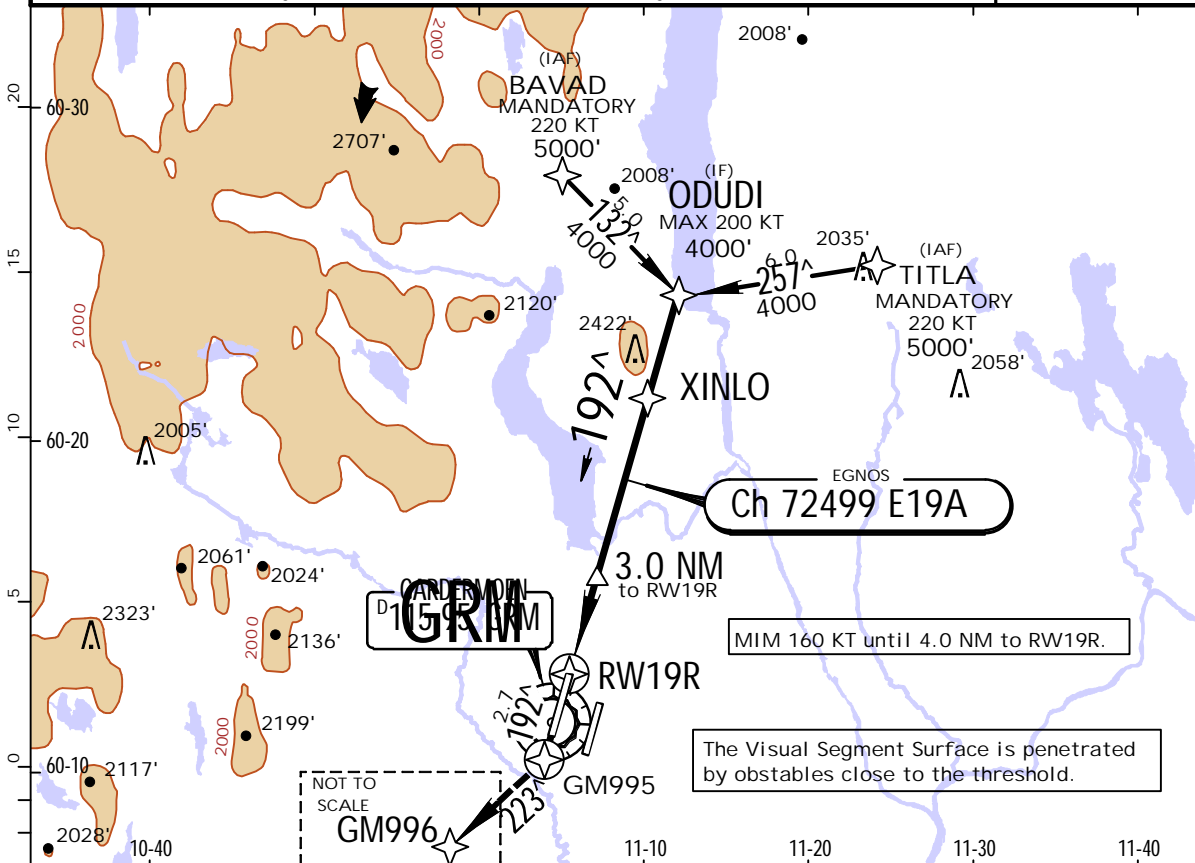 2000
2008'
(IAF)
BAVAD
MANDATORY
220 KT
5000'
20
60-30
2707'
2008'
(IF)
ODUDI
MAX 200 KT
4000'
5.0
132^
4000
2035'
(IAF)
TITLA
MANDATORY
220 KT
5000'
6.0
257^
4000
15
2000
2120'
2422'
2058'
XINLO
192^
10
60-20
2005'
EGNOS
Ch 72499 E19A
2061'
2024'
3.0 NM
to RW19R
5
GARDERMOEN
D 115.95 GRM
GRM
2323'
2000
2136'
MIM 160 KT until 4.0 NM to RW19R.
RW19R
2.7
192^
2199'
2000
The Visual Segment Surface is penetrated
by obstables close to the threshold.
0
60-10
2117'
NOT TO
SCALE
GM995
223^
GM996
2028'
10-40
11-10
11-20
11-30
11-40